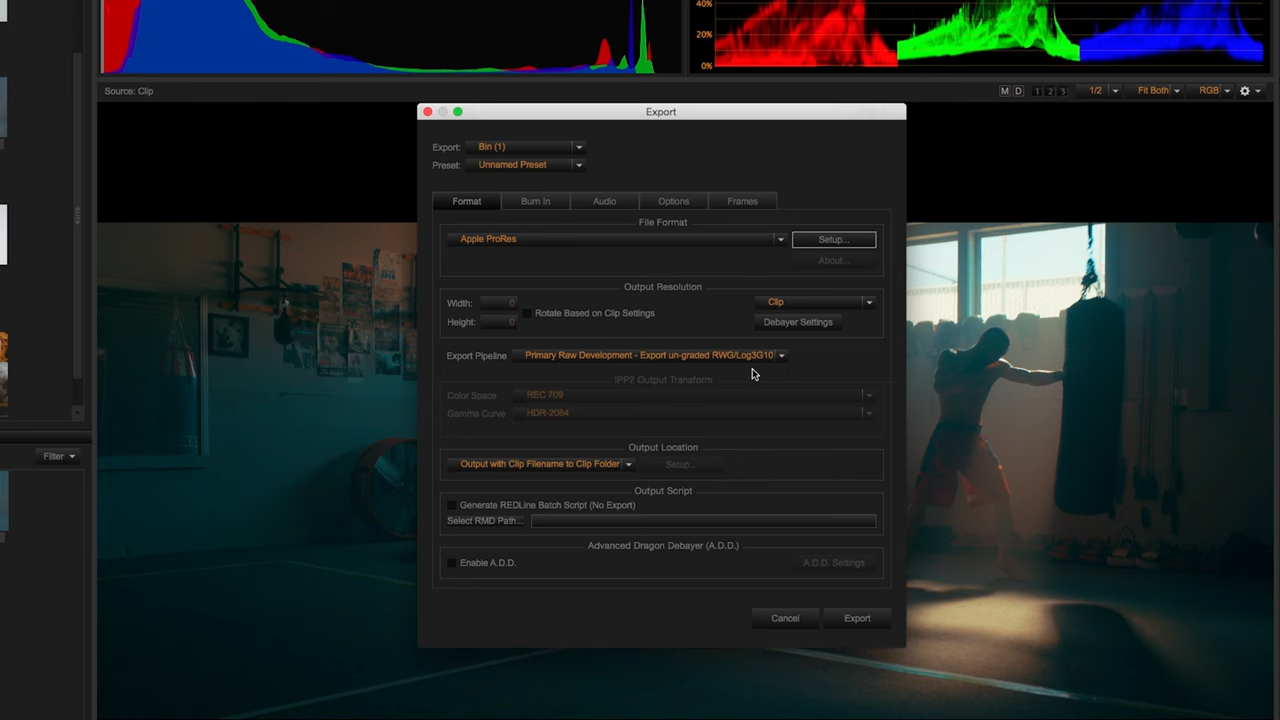 40%
20%
0%
Source: Clip
M D 1 2 3 1/2 Fit Both RGB
Export
Export: Bin (1)
Preset: Unnamed Preset
Format Burn In Audio Options Frames
File Format
Apple ProRes Setup...
About...
Output Resolution
Width: 0 Rotate Based on Clip Settings Clip
Height: 0 Debayer Settings
Export Pipeline Primary Raw Development - Export un-graded RWG/Log3G10
IPP2 Output Transform
Color Space REC 709
Gamma Curve HDR-2084
Output Location
Output with Clip Filename to Clip Folder Setup...
Output Script
Generate REDLine Batch Script (No Export)
Select RMD Path...
Advanced Dragon Debayer (A.D.D.)
Enable A.D.D. A.D.D. Settings
Cancel Export
Filter